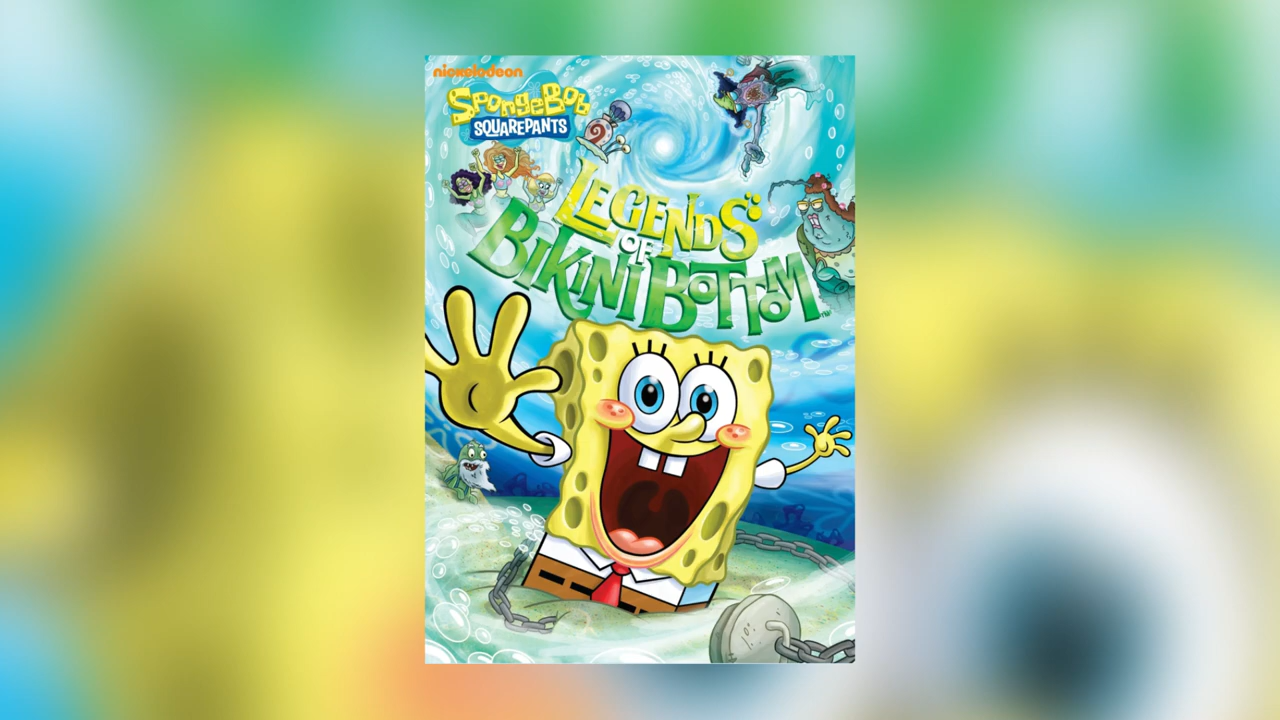 nickelodeon
SPONGEBOB
SQUAREPANTS
LEGENDS
OF
BIKINI BOTTOM